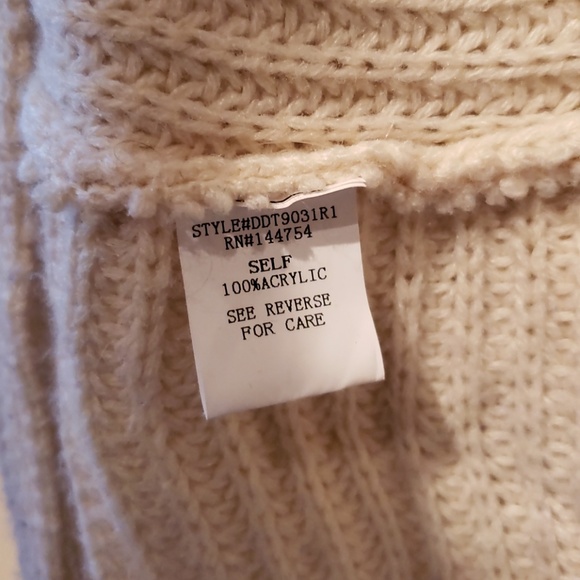 STYLE#DDT9031R1
RN#144754
SELF
100%ACRYLIC
SEE REVERSE
FOR CARE